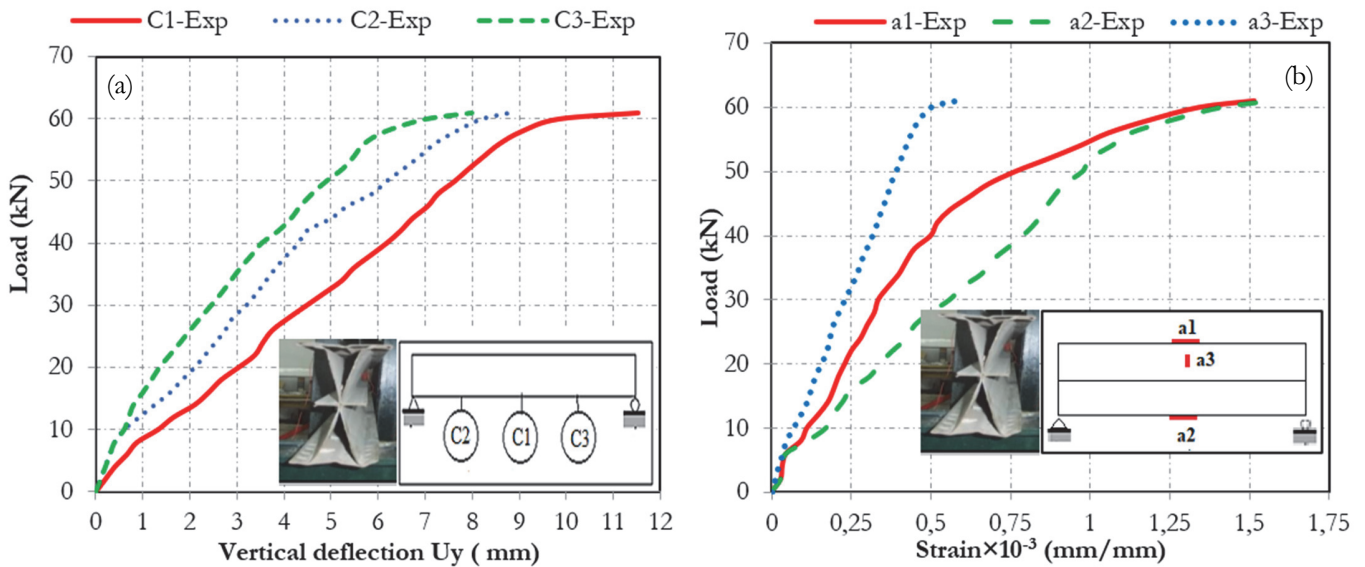 C1-Exp C2-Exp C3-Exp
(a)
Load (kN)
70
60
50
40
30
20
10
0
C2 C1 C3
0 1 2 3 4 5 6 7 8 9 10 11 12
Vertical deflection Uy ( mm)
a1-Exp a2-Exp a3-Exp
(b)
Load (kN)
70
60
50
40
30
20
10
0
a1
a3
a2
0 0,25 0,5 0,75 1 1,25 1,5 1,75
Strain×10⁻³ (mm/mm)